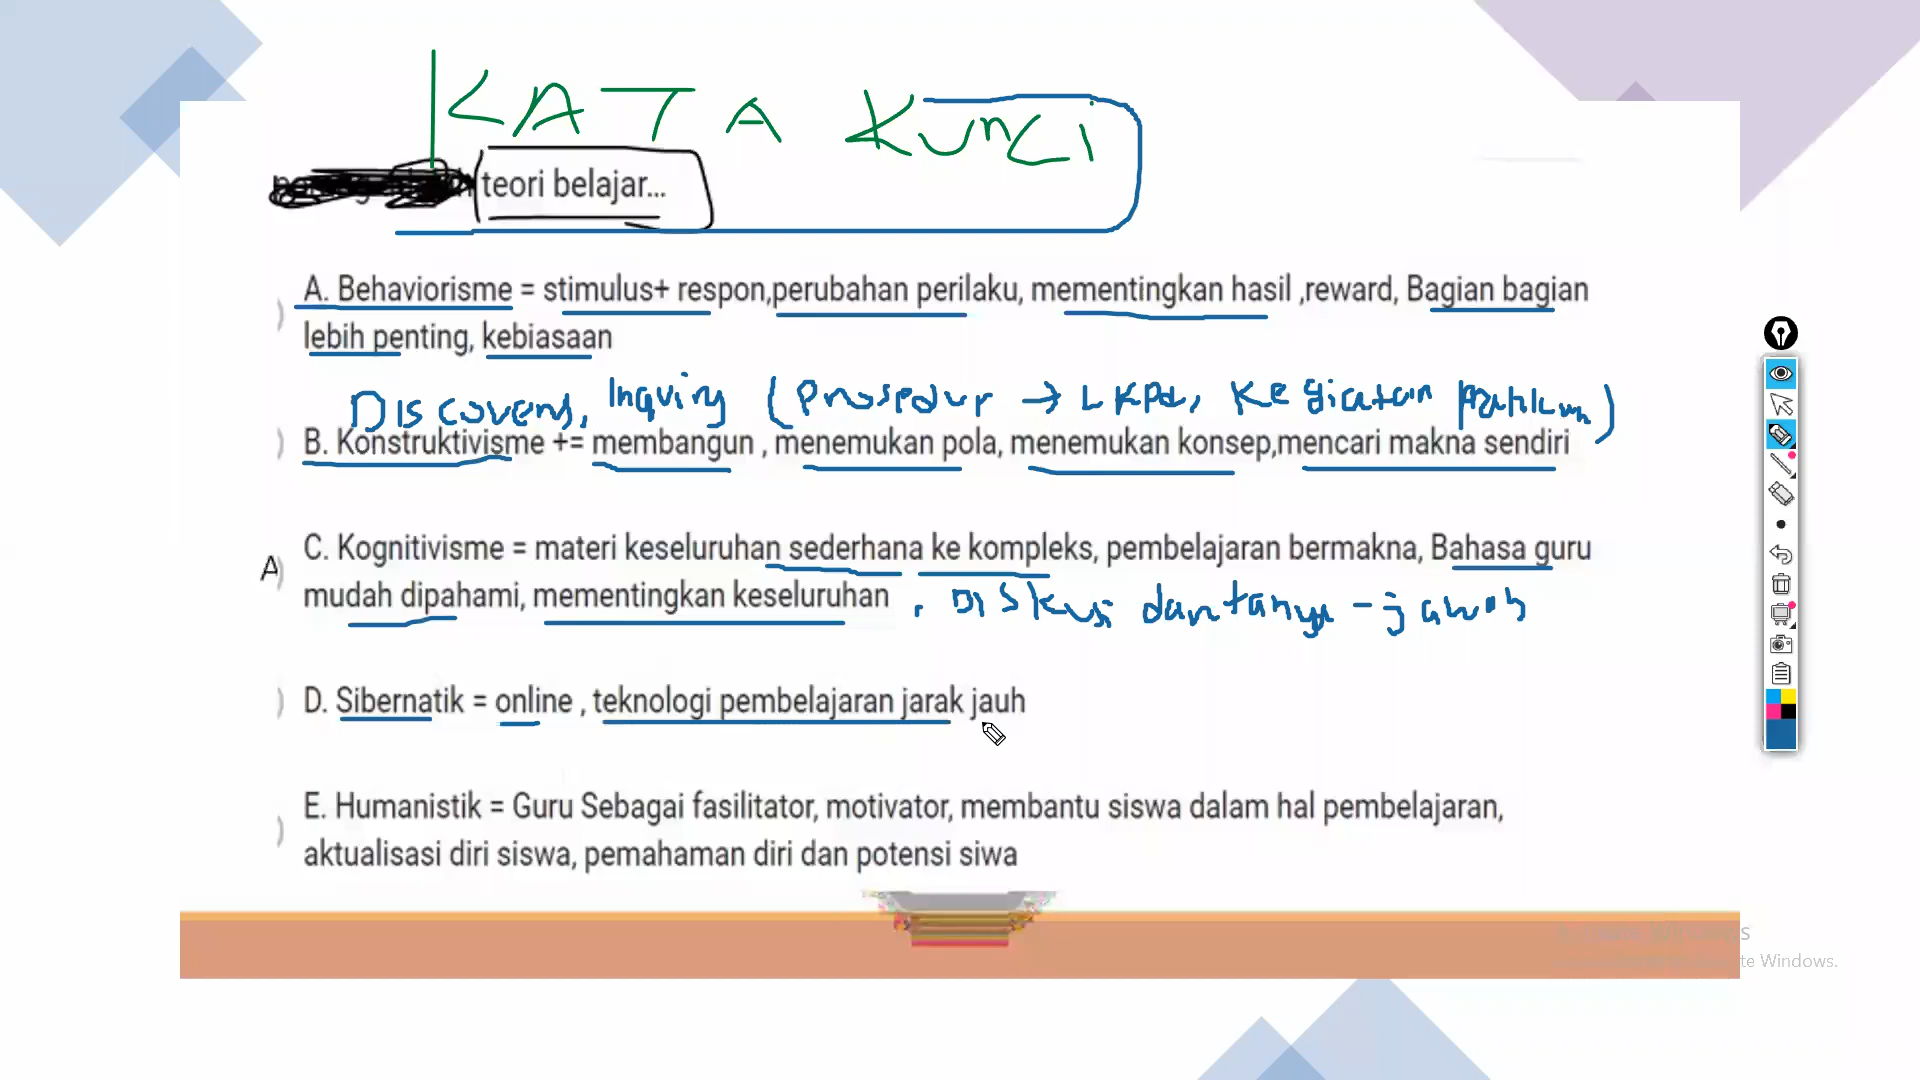 KATA KUNCI
teori belajar...
A. Behaviorisme = stimulus+ respon,perubahan perilaku, mementingkan hasil ,reward, Bagian bagian
lebih penting, kebiasaan
Discovery, Inquiry (Prosedur → LKPD, Kegiatan Praktikum)
B. Konstruktivisme += membangun , menemukan pola, menemukan konsep,mencari makna sendiri
A
C. Kognitivisme = materi keseluruhan sederhana ke kompleks, pembelajaran bermakna, Bahasa guru
mudah dipahami, mementingkan keseluruhan , Diskusi dan tanya - jawab
D. Sibernatik = online , teknologi pembelajaran jarak jauh
E. Humanistik = Guru Sebagai fasilitator, motivator, membantu siswa dalam hal pembelajaran,
aktualisasi diri siswa, pemahaman diri dan potensi siwa
Windows.